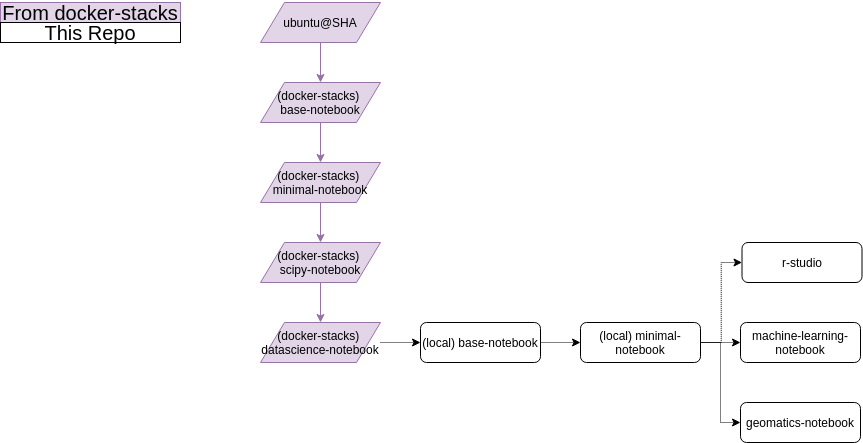 From docker-stacks
This Repo
ubuntu@SHA
(docker-stacks)
base-notebook
(docker-stacks)
minimal-notebook
(docker-stacks)
scipy-notebook
(docker-stacks)
datascience-notebook
(local) base-notebook
(local) minimal-
notebook
r-studio
machine-learning-
notebook
geomatics-notebook